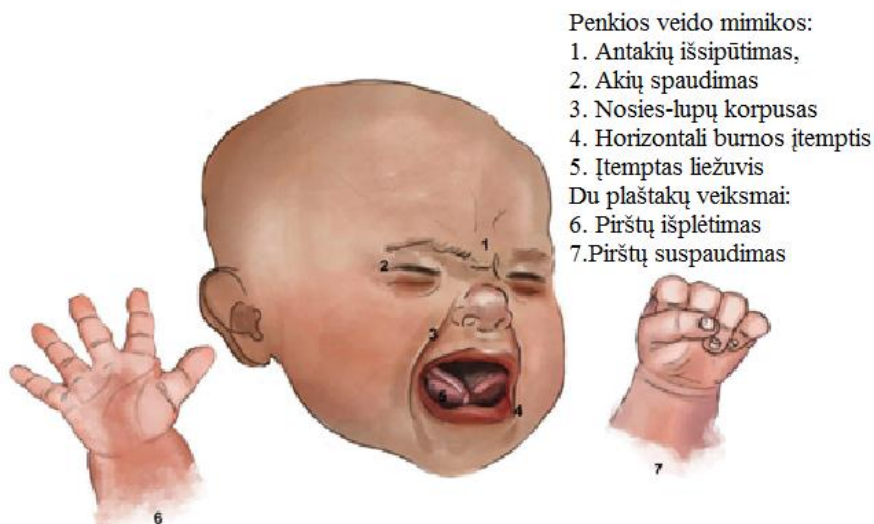 Penkios veido mimikos:
1. Antakių išsipūtimas,
2. Akių spaudimas
3. Nosies-lupų korpusas
4. Horizontali burnos įtemptis
5. Įtemptas liežuvis
Du plaštakų veiksmai:
6. Pirštų išplėtimas
7.Pirštų suspaudimas
1
2
3
5
4
7
6